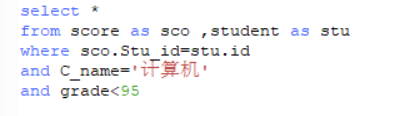 select *
from score as sco ,student as stu
where sco.Stu_id=stu.id
and C_name='计算机'
and grade<95